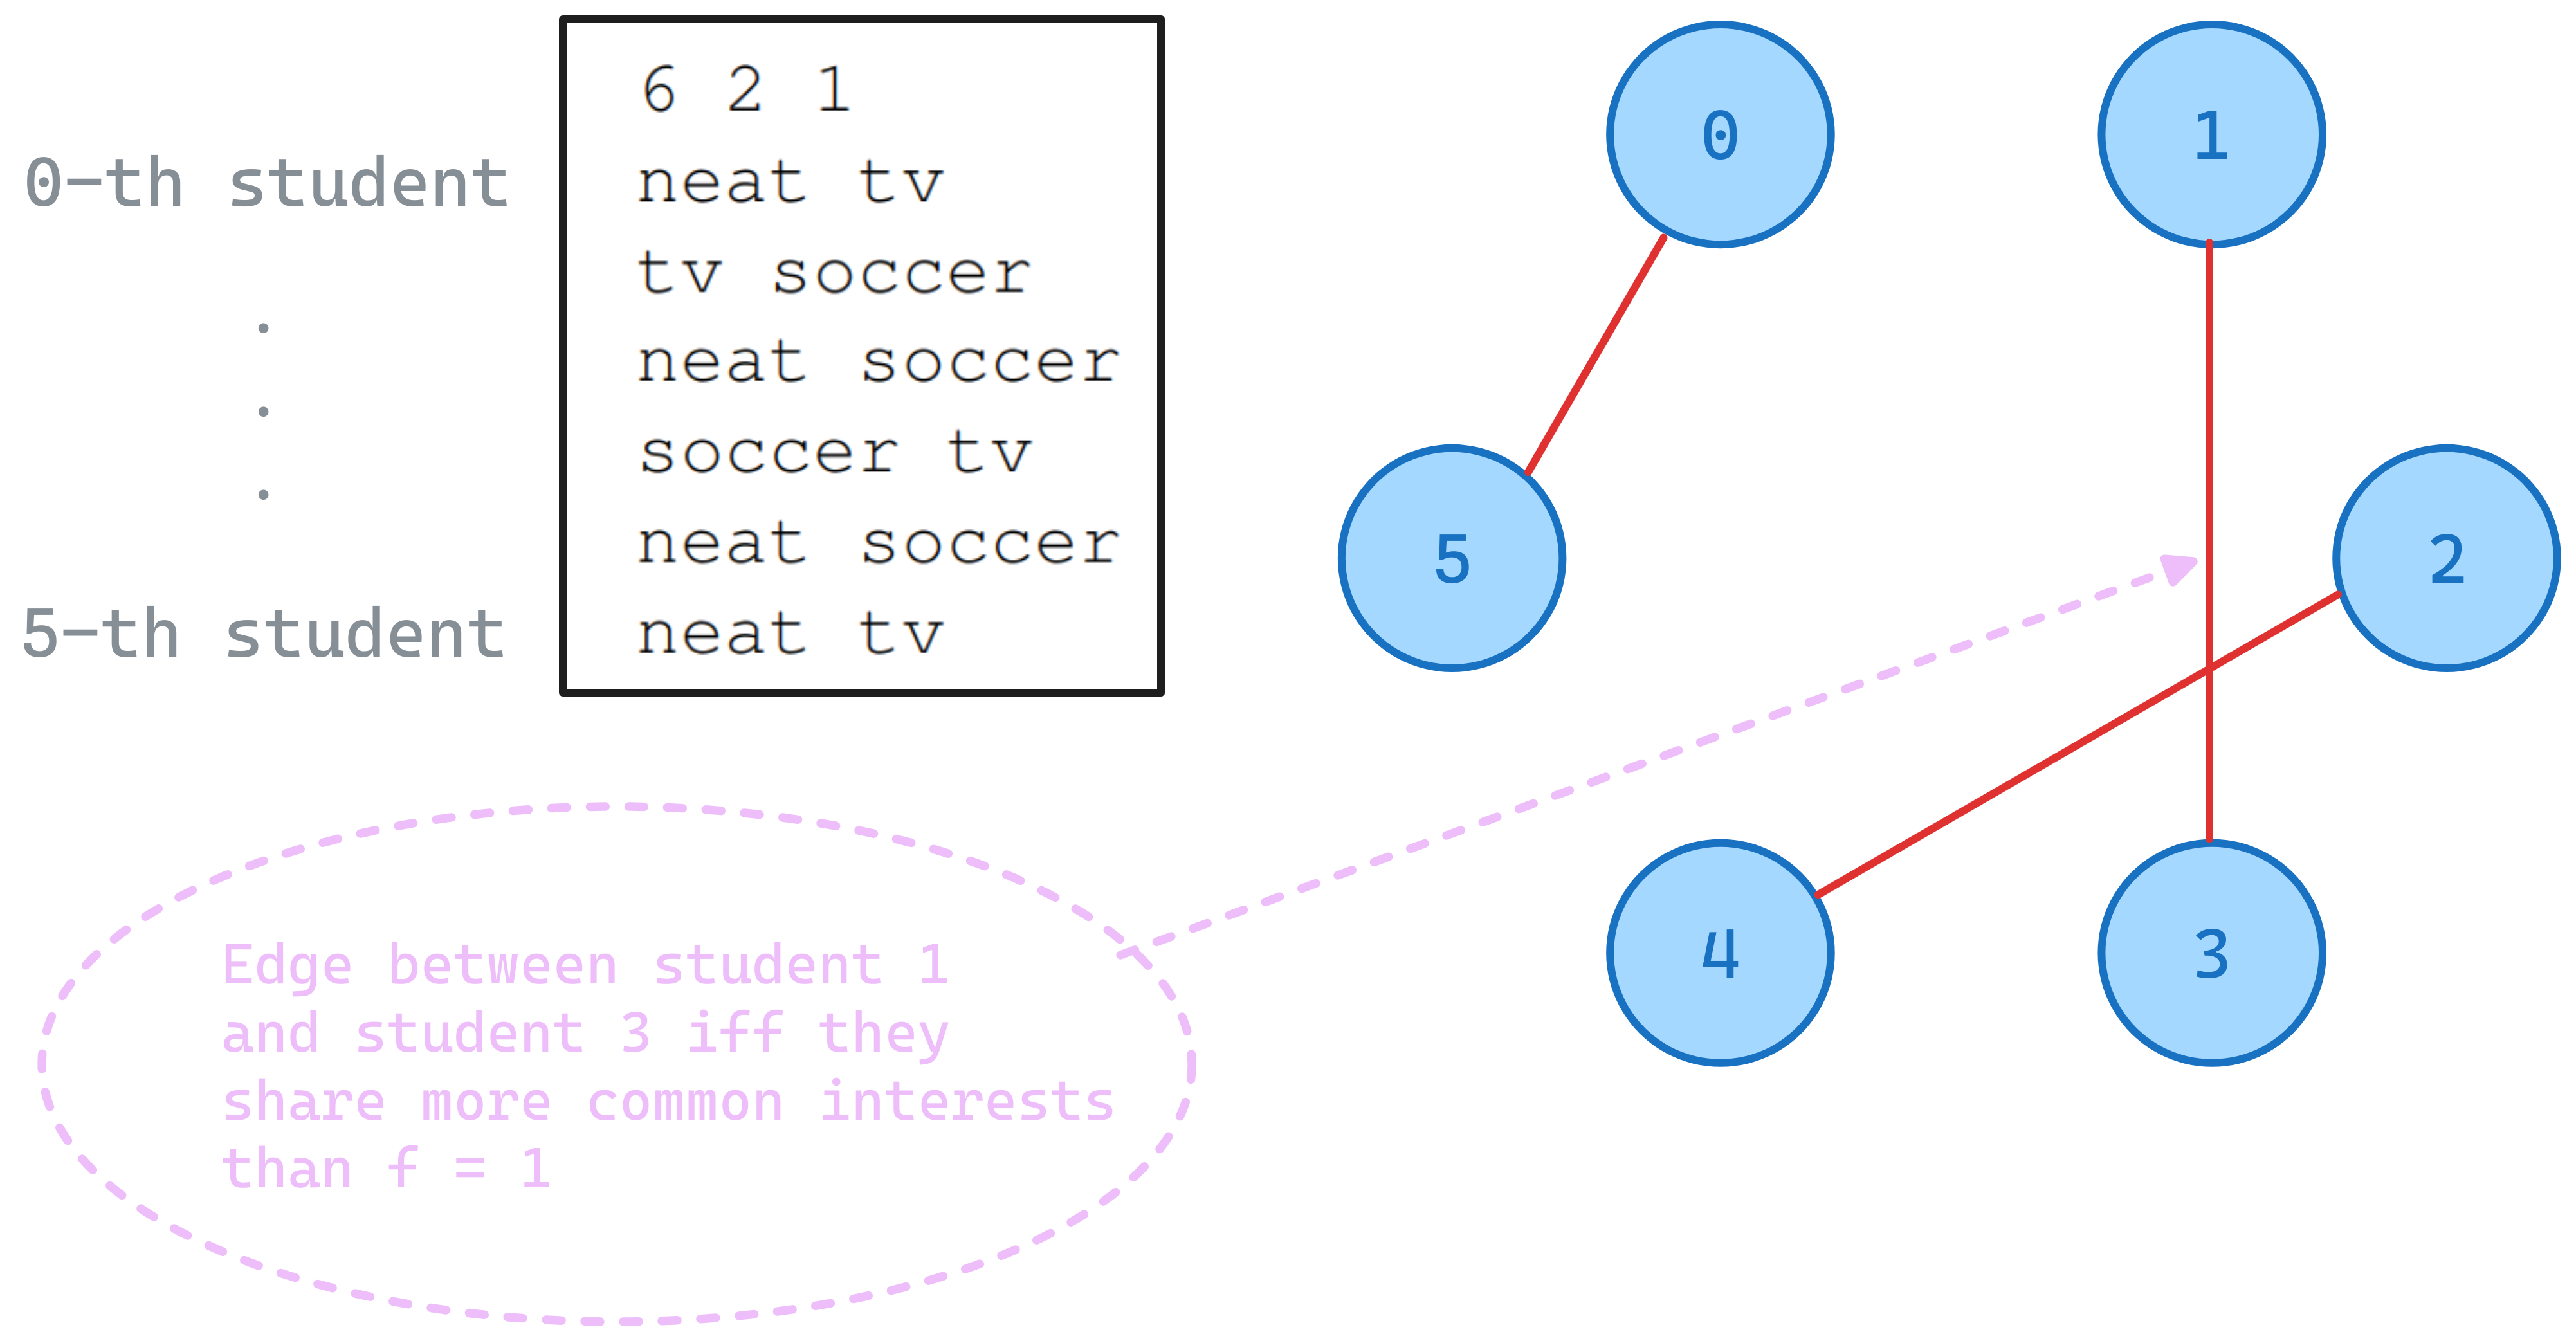 6 2 1
0-th student
neat tv
tv soccer
neat soccer
soccer tv
neat soccer
5-th student
neat tv
0
1
5
2
4
3
Edge between student 1
and student 3 iff they
share more common interests
than f = 1